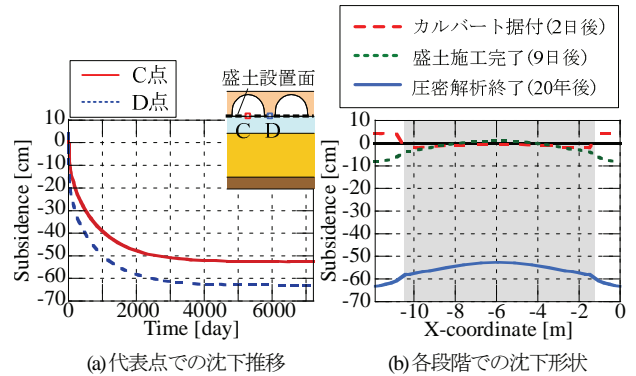 C点
D点
盛土設置面
C D
10
0
-10
-20
-30
-40
-50
-60
-70
Subsidence [cm]
0 2000 4000 6000
Time [day]
(a) 代表点での沈下推移
カルバート据付(2日後)
盛土施工完了(9日後)
圧密解析終了(20年後)
10
0
-10
-20
-30
-40
-50
-60
-70
Subsidence [cm]
-10 -8 -6 -4 -2 0
X-coordinate [m]
(b) 各段階での沈下形状